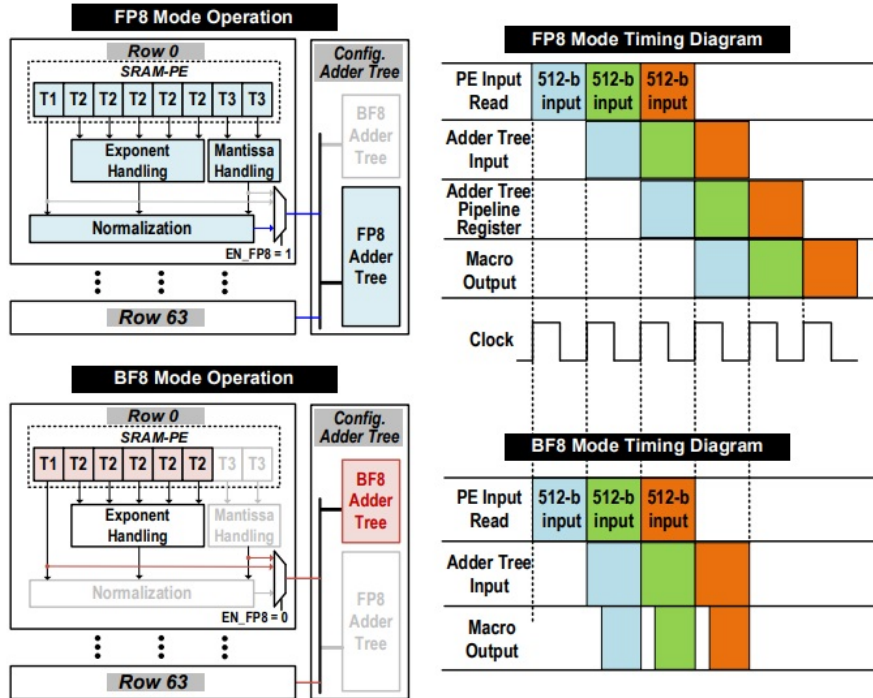 FP8 Mode Operation
Row 0
SRAM-PE
T1 T2 T2 T2 T2 T2 T3 T3
Exponent
Handling
Mantissa
Handling
Normalization
EN_FP8 = 1
Row 63
Config.
Adder Tree
BF8
Adder
Tree
FP8
Adder
Tree
FP8 Mode Timing Diagram
PE Input
Read
512-b
input
512-b
input
512-b
input
Adder Tree
Input
Adder Tree
Pipeline
Register
Macro
Output
Clock
BF8 Mode Operation
Row 0
SRAM-PE
T1 T2 T2 T2 T2 T2 T3 T3
Exponent
Handling
Mantissa
Handling
Normalization
EN_FP8 = 0
Row 63
Config.
Adder Tree
BF8
Adder
Tree
FP8
Adder
Tree
BF8 Mode Timing Diagram
PE Input
Read
512-b
input
512-b
input
512-b
input
Adder Tree
Input
Macro
Output